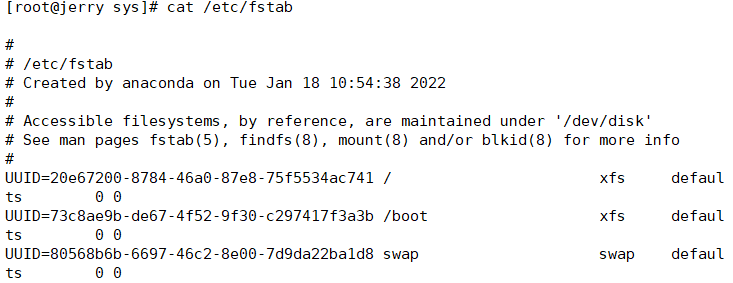 [root@jerry sys]# cat /etc/fstab
#
# /etc/fstab
# Created by anaconda on Tue Jan 18 10:54:38 2022
#
# Accessible filesystems, by reference, are maintained under '/dev/disk'
# See man pages fstab(5), findfs(8), mount(8) and/or blkid(8) for more info
#
UUID=20e67200-8784-46a0-87e8-75f5534ac741 / xfs defaul
ts 0 0
UUID=73c8ae9b-de67-4f52-9f30-c297417f3a3b /boot xfs defaul
ts 0 0
UUID=80568b6b-6697-46c2-8e00-7d9da22ba1d8 swap swap defaul
ts 0 0